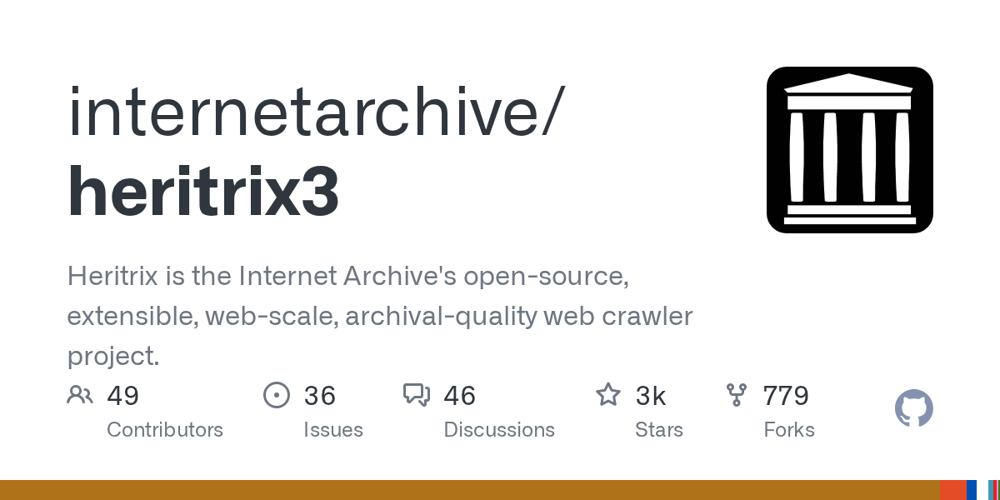 internetarchive/
heritrix3
Heritrix is the Internet Archive's open-source,
extensible, web-scale, archival-quality web crawler
project.
49 36 46 3k 779
Contributors Issues Discussions Stars Forks